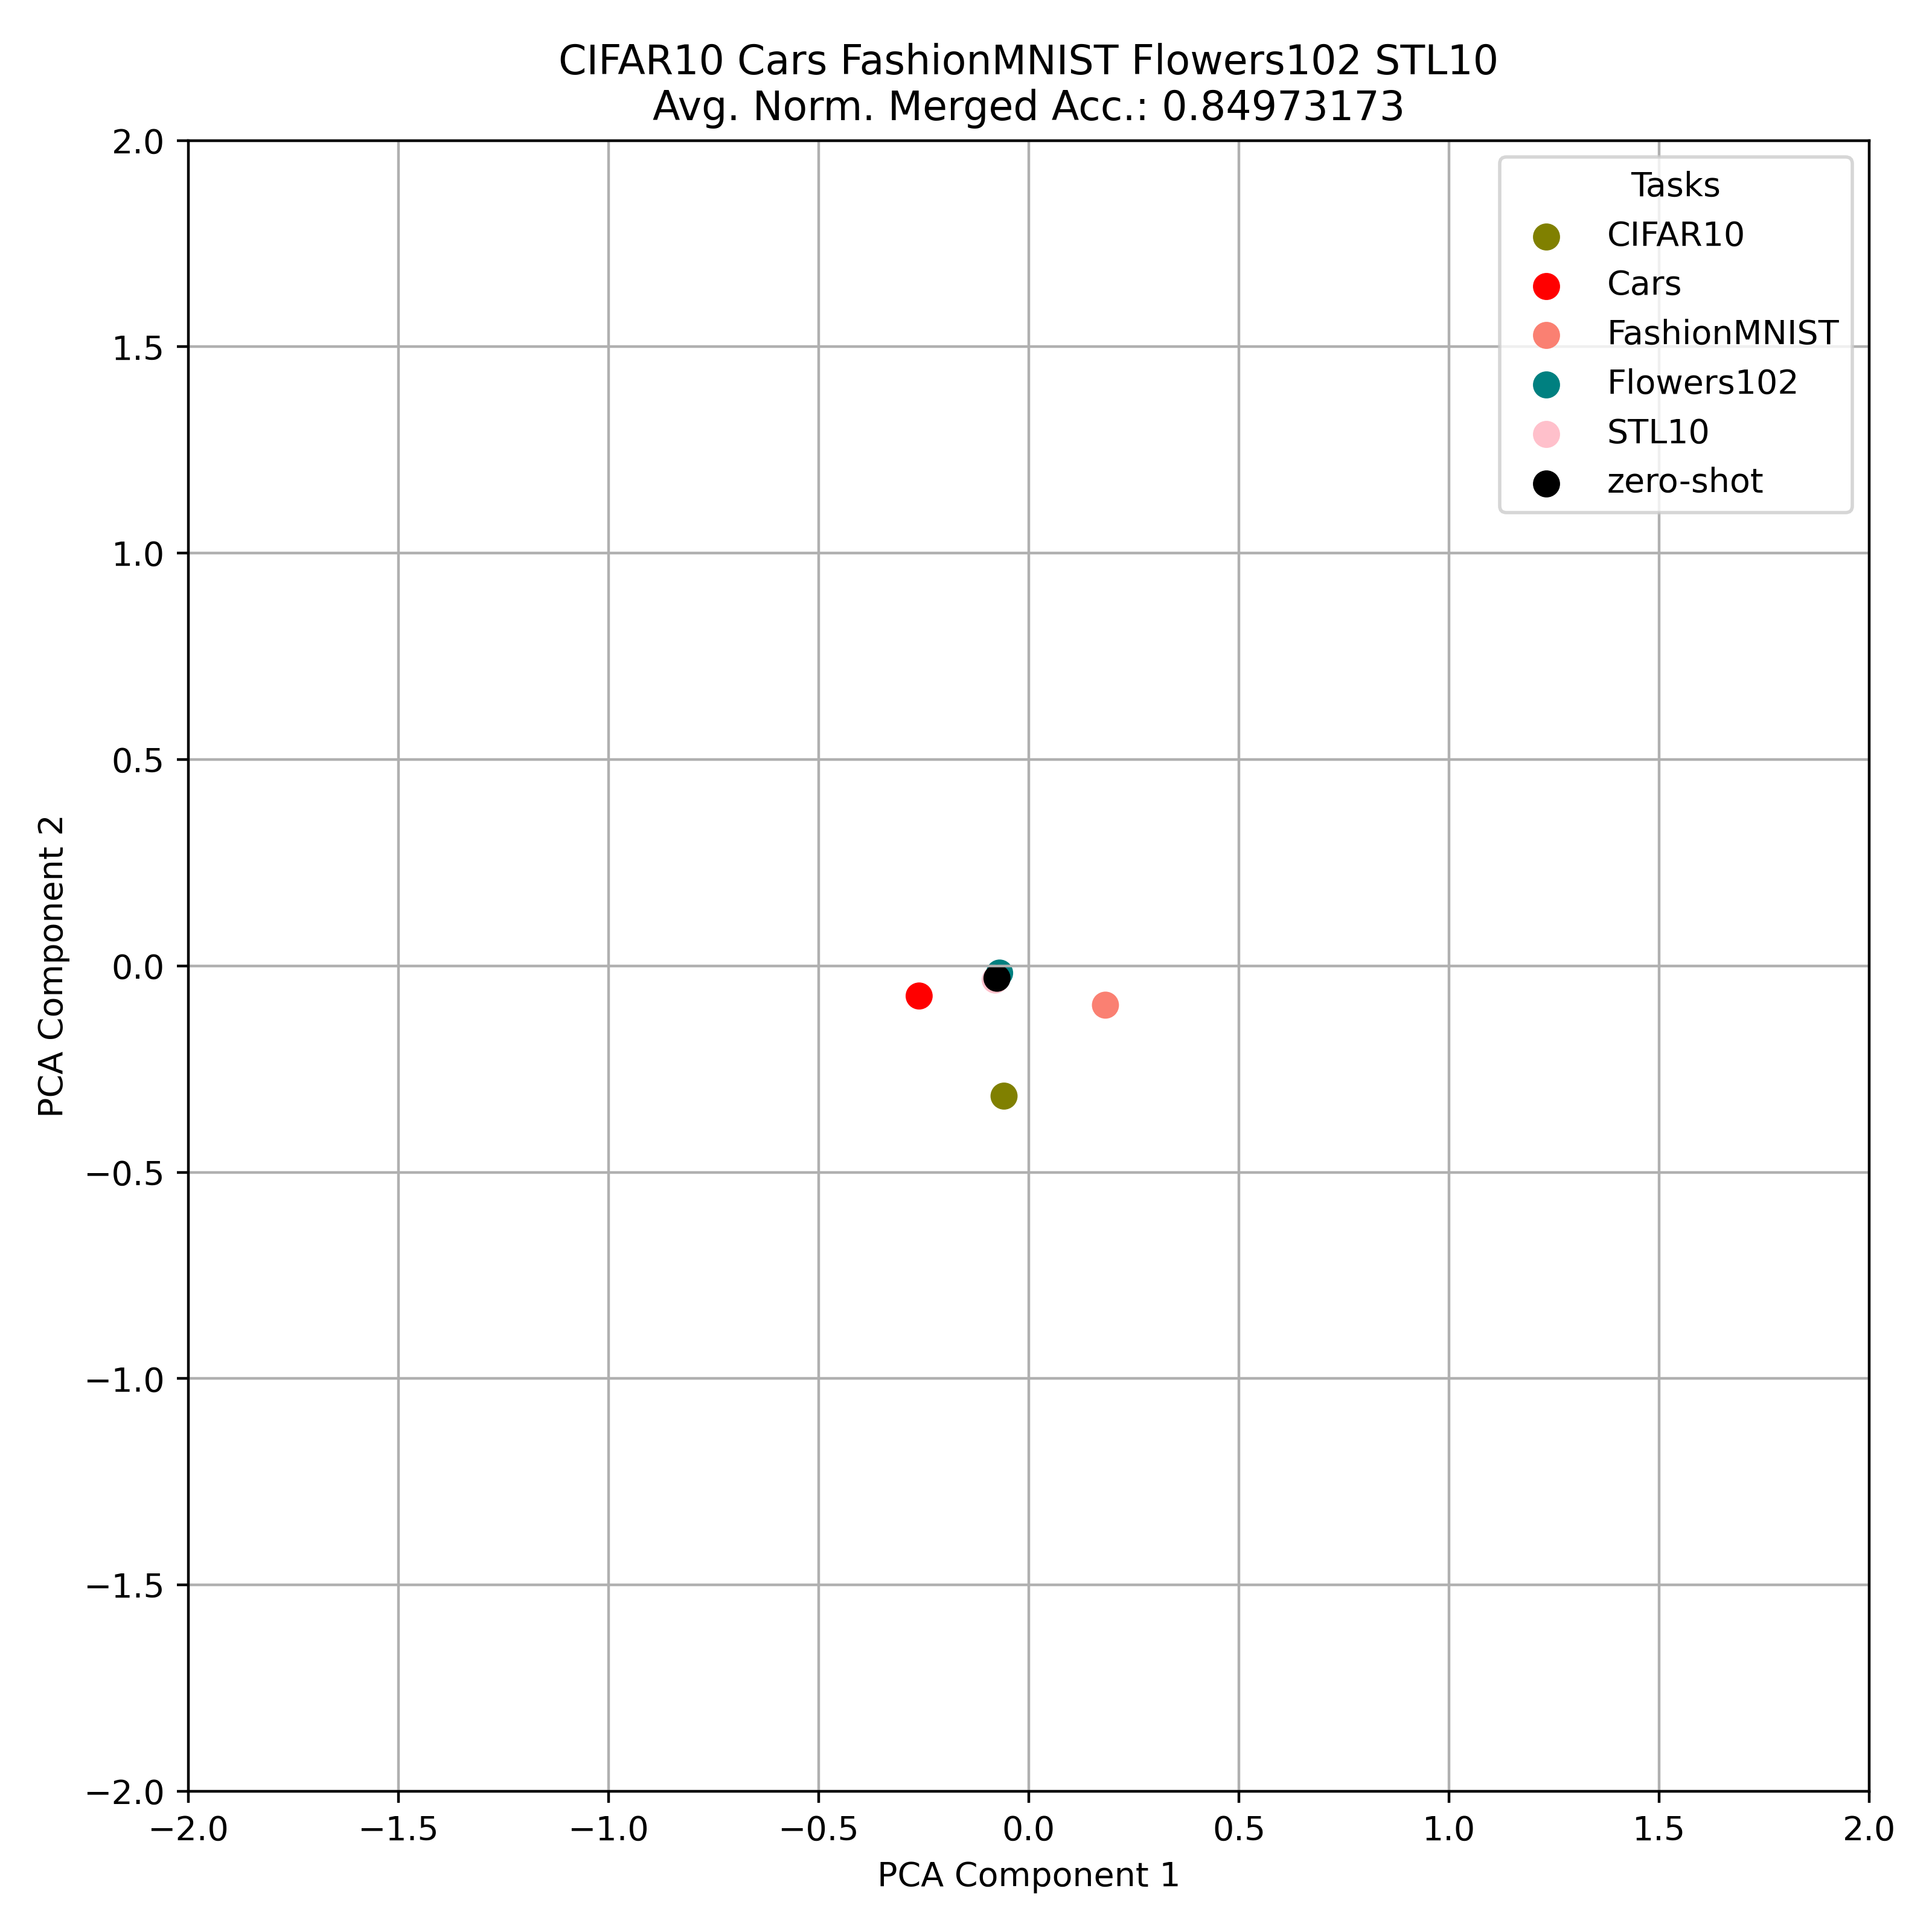 CIFAR10 Cars FashionMNIST Flowers102 STL10
Avg. Norm. Merged Acc.: 0.84973173
Tasks
CIFAR10
Cars
FashionMNIST
Flowers102
STL10
zero-shot
2.0
1.5
1.0
0.5
0.0
−0.5
−1.0
−1.5
−2.0
PCA Component 2
−2.0 −1.5 −1.0 −0.5 0.0 0.5 1.0 1.5 2.0
PCA Component 1